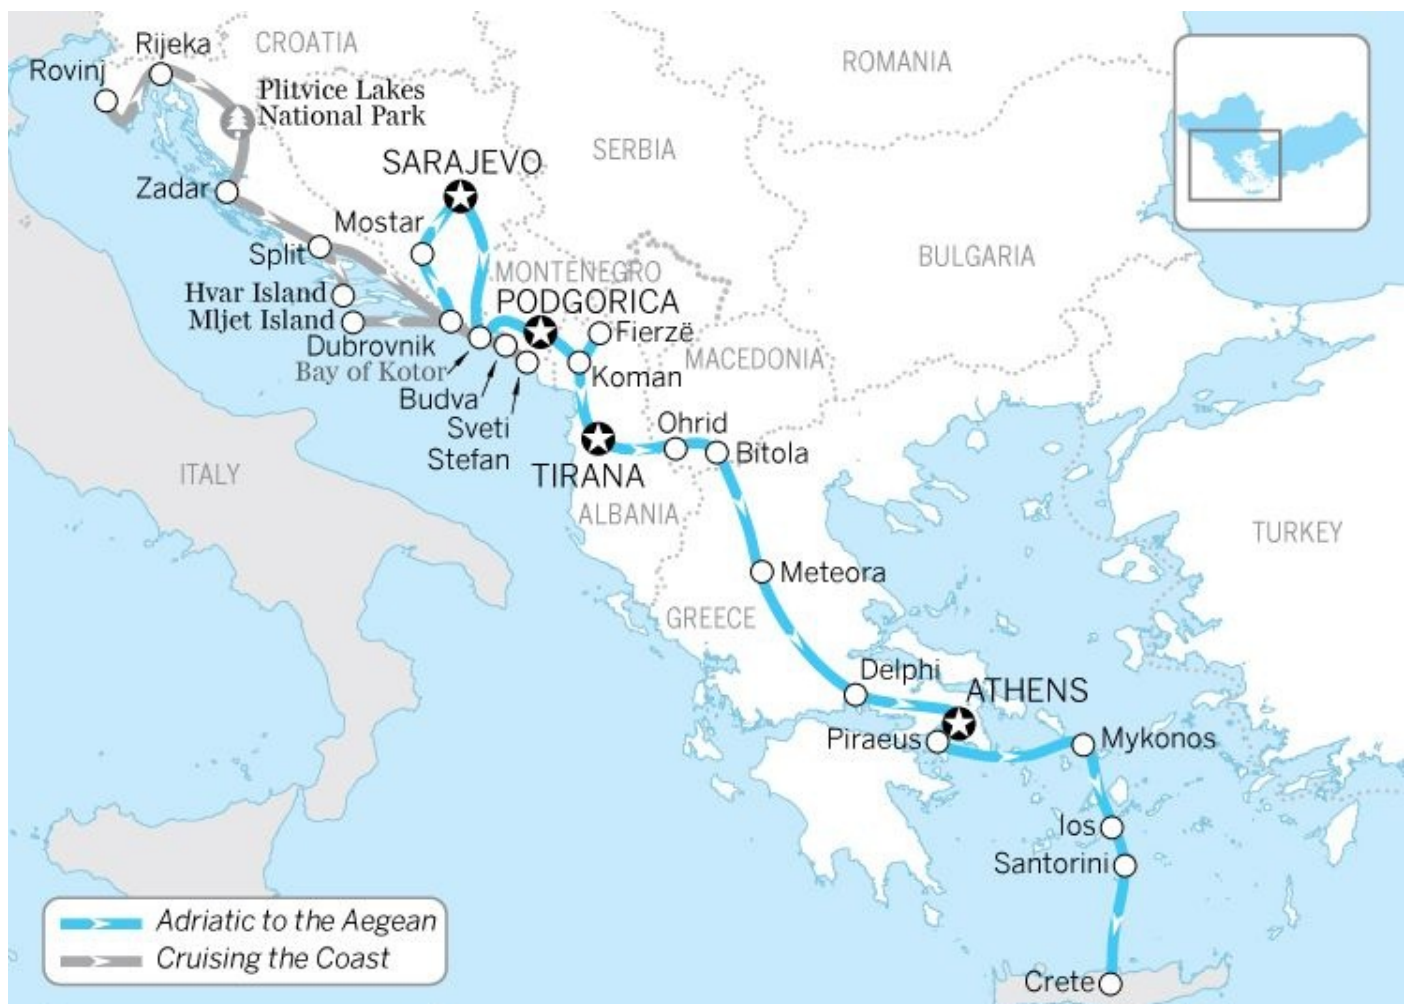 Rijeka
CROATIA
ROMANIA
Rovinj
Plitvice Lakes
National Park
SERBIA
SARAJEVO
Zadar
Mostar
Split
BULGARIA
MONTENEGRO
Hvar Island
PODGORICA
Mljet Island
Fierzë
Dubrovnik
MACEDONIA
Bay of Kotor
Koman
Budva
Ohrid
Sveti
Stefan
Bitola
ITALY
TIRANA
ALBANIA
TURKEY
Meteora
GREECE
Delphi
ATHENS
Piraeus
Mykonos
Ios
Santorini
Adriatic to the Aegean
Cruising the Coast
Crete